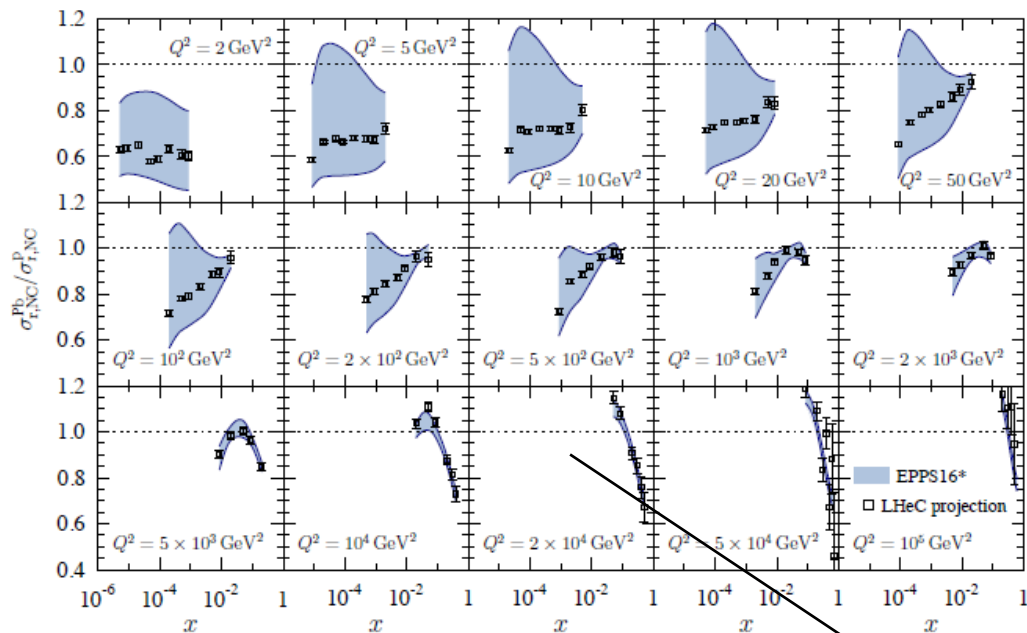 1.2
1.0
0.8
0.6
Q² = 2 GeV²
Q² = 5 GeV²
Q² = 10 GeV²
Q² = 20 GeV²
Q² = 50 GeV²
σ^Pb_r,NC/σ^p_r,NC
1.2
1.0
0.8
0.6
Q² = 10² GeV²
Q² = 2 × 10² GeV²
Q² = 5 × 10² GeV²
Q² = 10³ GeV²
Q² = 2 × 10³ GeV²
1.2
1.0
0.8
0.6
0.4
EPPS16*
LHeC projection
Q² = 5 × 10³ GeV²
Q² = 10⁴ GeV²
Q² = 2 × 10⁴ GeV²
Q² = 5 × 10⁴ GeV²
Q² = 10⁵ GeV²
10⁻⁶ 10⁻⁴ 10⁻² 1 10⁻⁴ 10⁻² 1 10⁻⁴ 10⁻² 1 10⁻⁴ 10⁻² 1 10⁻⁴ 10⁻² 1
x x x x x